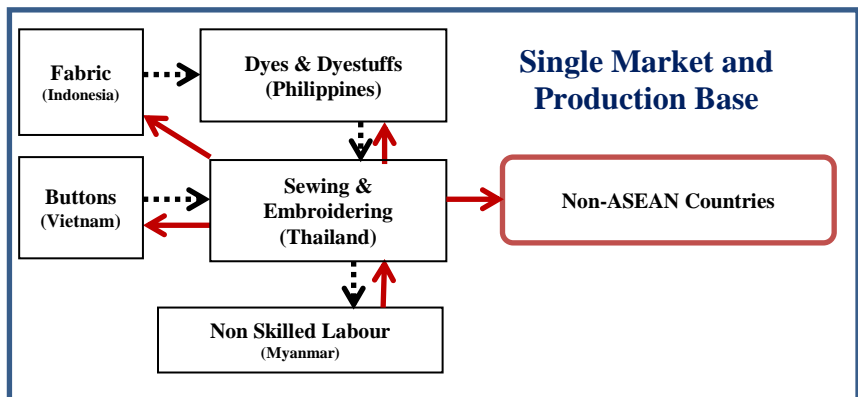 Fabric
(Indonesia)
Dyes & Dyestuffs
(Philippines)
Single Market and
Production Base
Buttons
(Vietnam)
Sewing &
Embroidering
(Thailand)
Non-ASEAN Countries
Non Skilled Labour
(Myanmar)